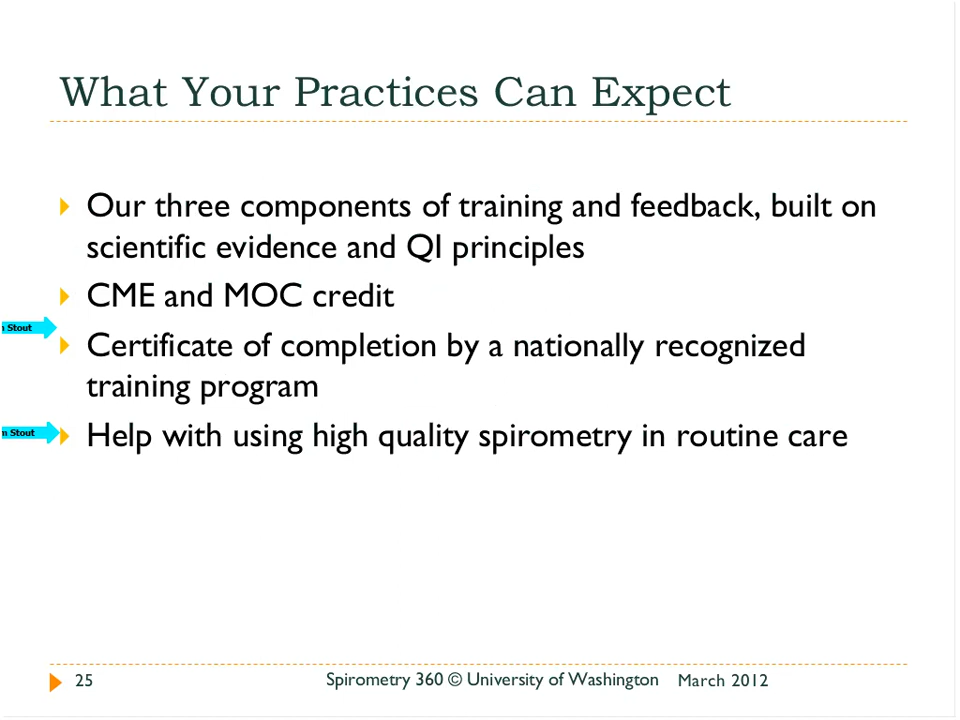 What Your Practices Can Expect
Our three components of training and feedback, built on
scientific evidence and QI principles
CME and MOC credit
Stout
Certificate of completion by a nationally recognized
training program
Stout
Help with using high quality spirometry in routine care
25
Spirometry 360 © University of Washington
March 2012